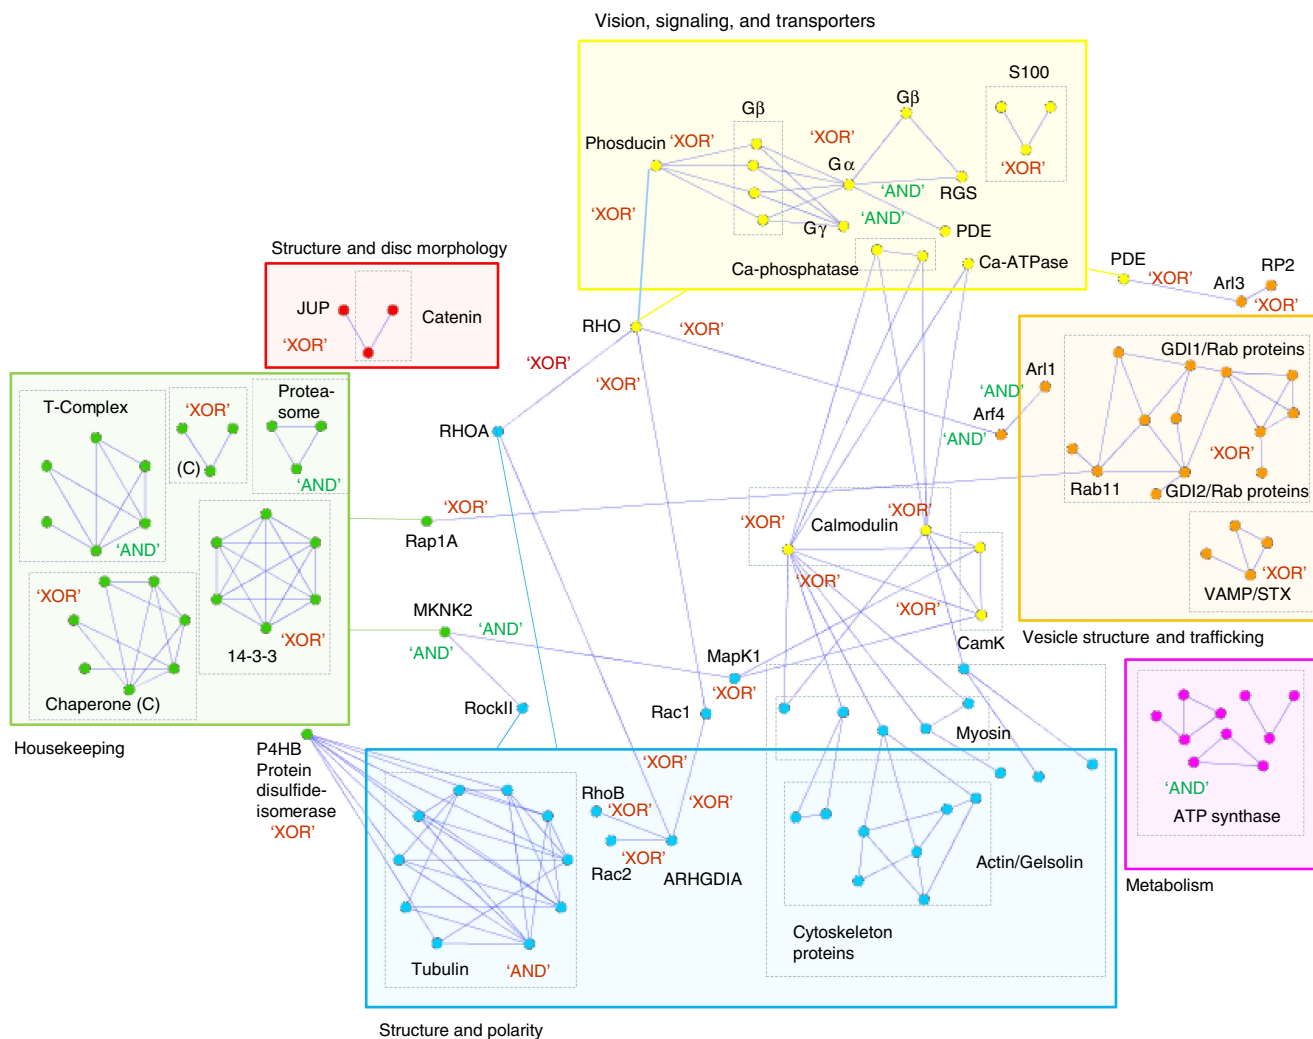 Vision, signaling, and transporters
S100
Gβ
Gβ
Phosducin
'XOR'
'XOR'
Gα
'XOR'
'AND'
RGS
'XOR'
'AND'
Gγ
PDE
Structure and disc morphology
Ca-phosphatase
Ca-ATPase
PDE
'XOR'
Arl3
RP2
'XOR'
JUP
Catenin
'XOR'
RHO
'XOR'
'XOR'
'XOR'
GDI1/Rab proteins
Arl1
'AND'
Arf4
'AND'
T-Complex
'XOR'
Protea-
some
(C)
'AND'
RHOA
'XOR'
Rab11
GDI2/Rab proteins
'XOR'
Rap1A
'XOR'
Calmodulin
'XOR'
'AND'
'XOR'
'XOR'
14-3-3
Chaperone (C)
MKNK2
'AND'
'AND'
'XOR'
'XOR'
CamK
VAMP/STX
'XOR'
Vesicle structure and trafficking
MapK1
'XOR'
RockII
Rac1
Myosin
Housekeeping
P4HB
Protein
disulfide-
isomerase
'XOR'
'XOR'
RhoB
'XOR'
'XOR'
'XOR'
Rac2
ARHGDIA
Actin/Gelsolin
'AND'
ATP synthase
Metabolism
Cytoskeleton
proteins
Tubulin
'AND'
Structure and polarity